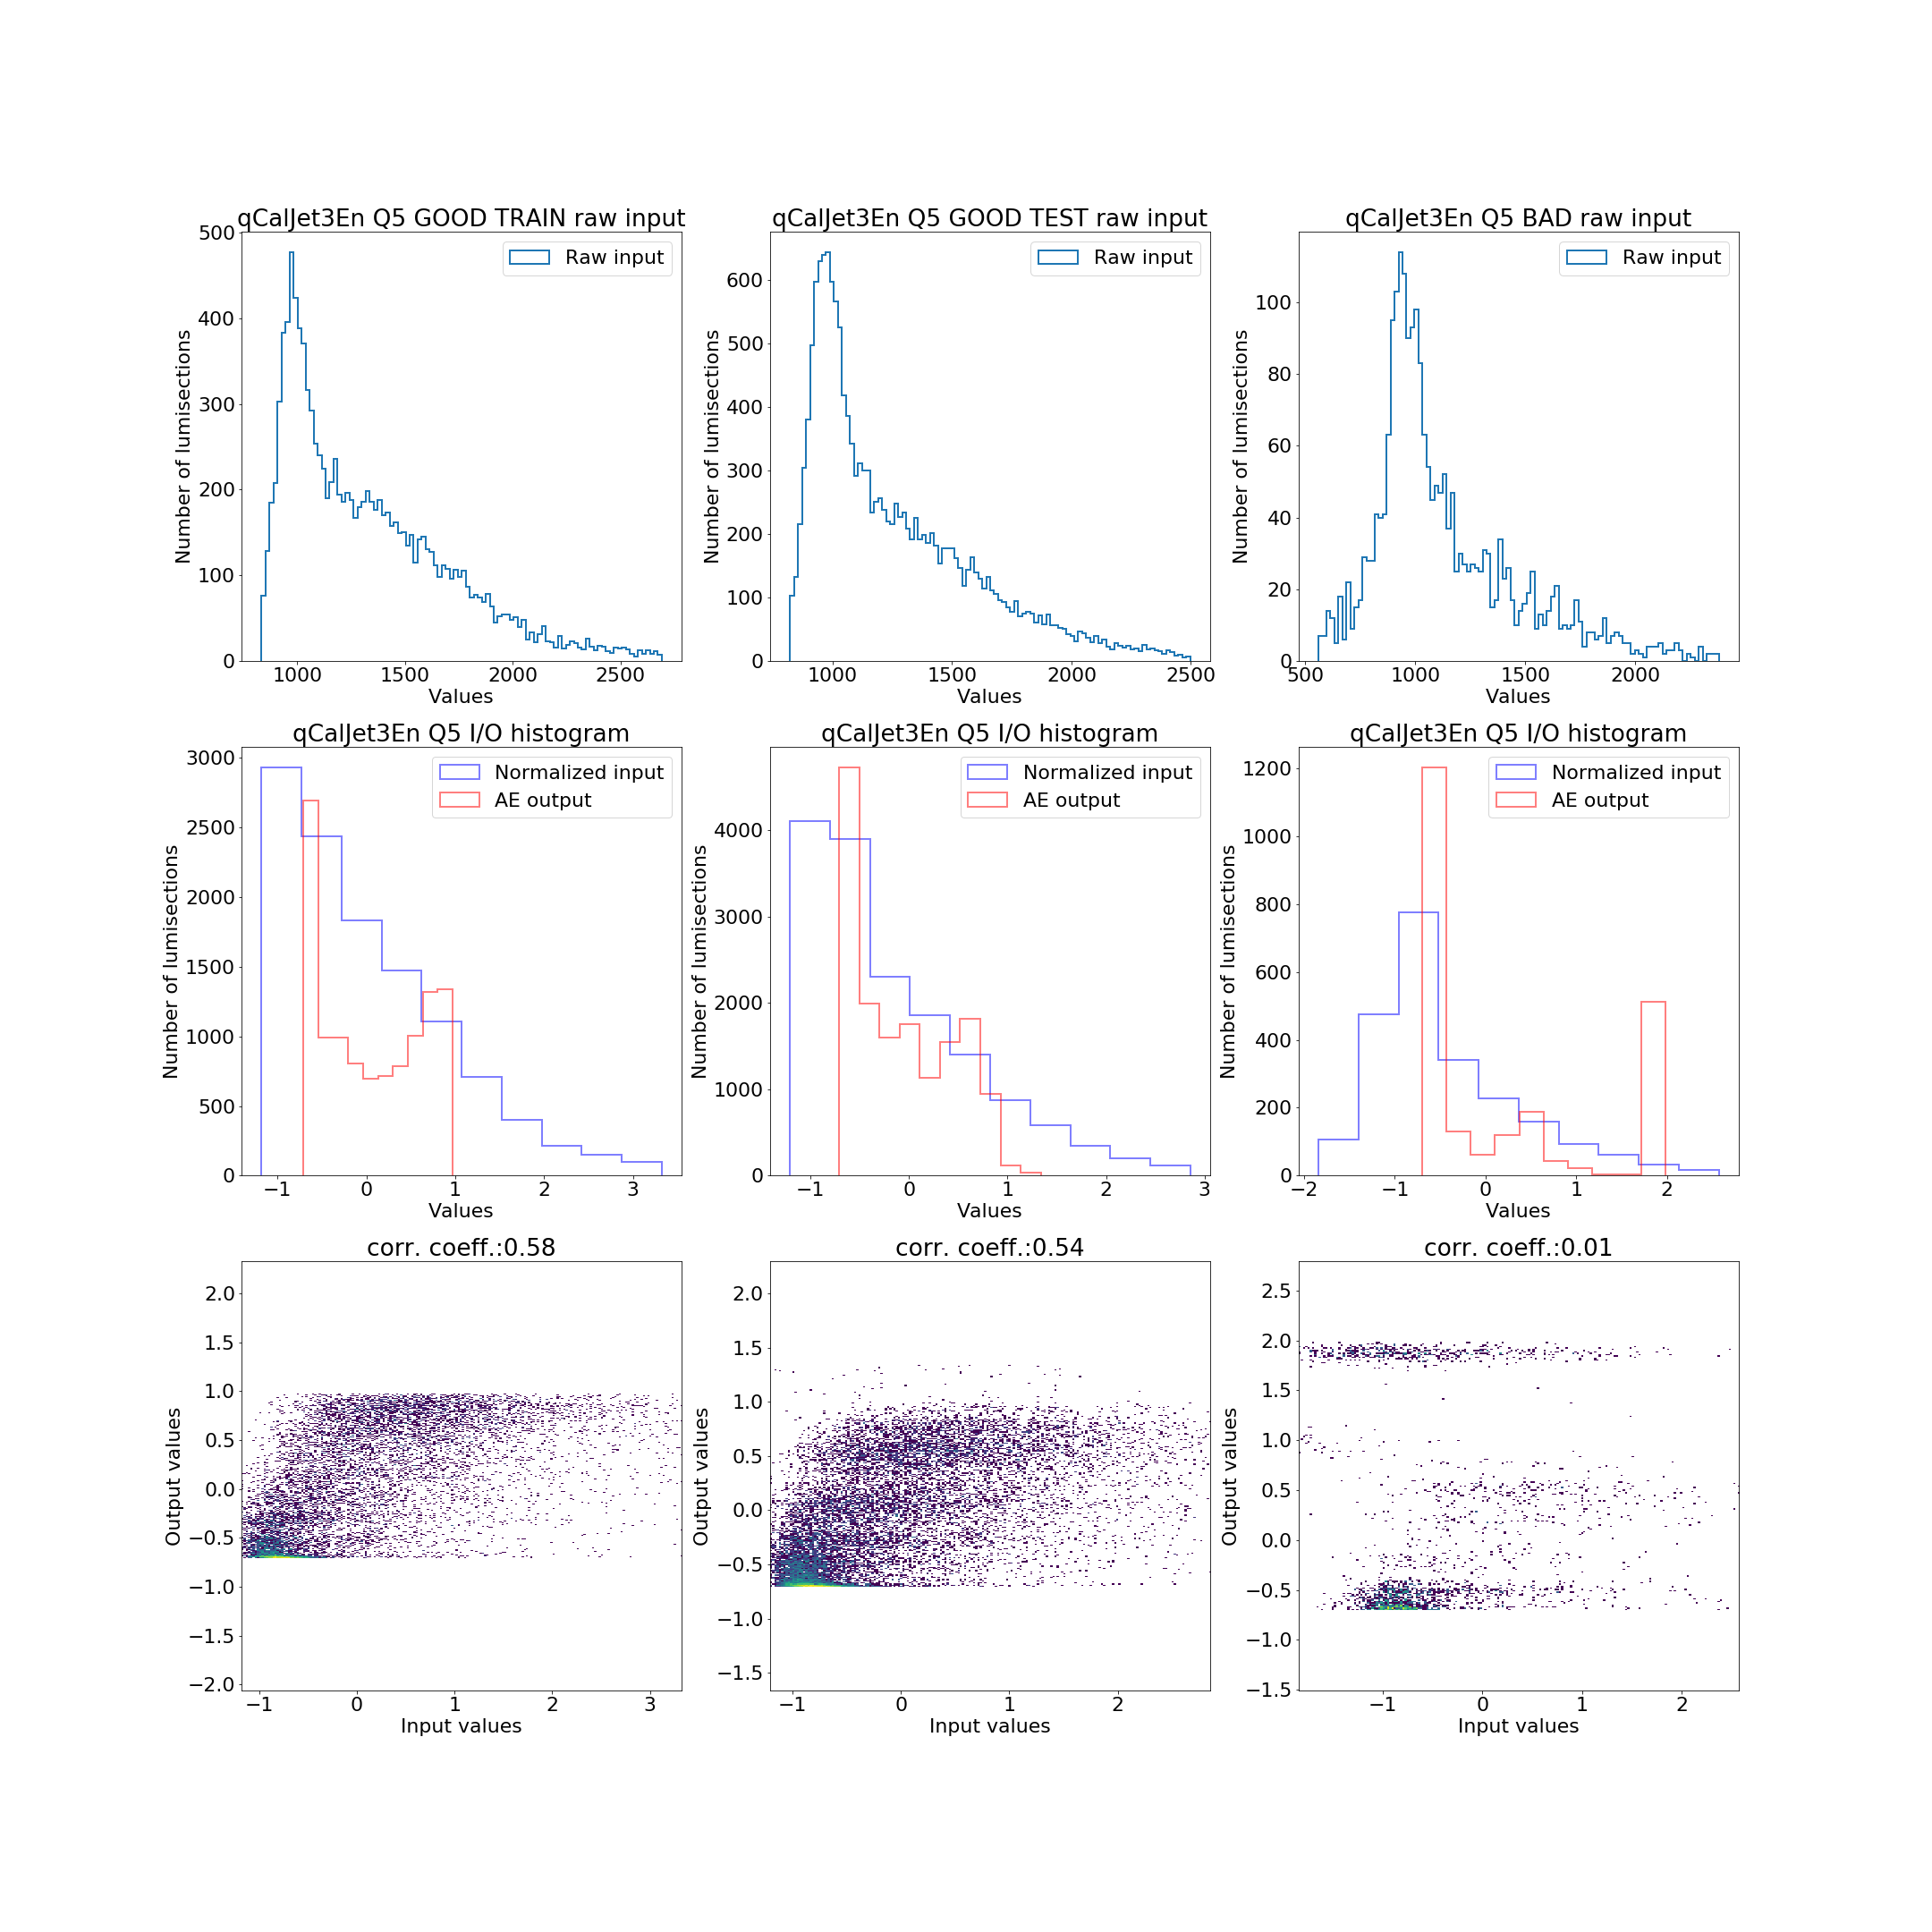 qCalJet3En Q5 GOOD TRAIN raw input
Number of lumisections
500
400
300
200
100
0
Raw input
1000 1500 2000 2500
Values
qCalJet3En Q5 GOOD TEST raw input
Number of lumisections
600
500
400
300
200
100
0
Raw input
1000 1500 2000 2500
Values
qCalJet3En Q5 BAD raw input
Number of lumisections
100
80
60
40
20
0
Raw input
500 1000 1500 2000
Values
qCalJet3En Q5 I/O histogram
Number of lumisections
3000
2500
2000
1500
1000
500
0
Normalized input
AE output
−1 0 1 2 3
Values
qCalJet3En Q5 I/O histogram
Number of lumisections
4000
3000
2000
1000
0
Normalized input
AE output
−1 0 1 2 3
Values
qCalJet3En Q5 I/O histogram
Number of lumisections
1200
1000
800
600
400
200
0
Normalized input
AE output
−2 −1 0 1 2
Values
corr. coeff.:0.58
Output values
2.0
1.5
1.0
0.5
0.0
−0.5
−1.0
−1.5
−2.0
−1 0 1 2 3
Input values
corr. coeff.:0.54
Output values
2.0
1.5
1.0
0.5
0.0
−0.5
−1.0
−1.5
−1 0 1 2
Input values
corr. coeff.:0.01
Output values
2.5
2.0
1.5
1.0
0.5
0.0
−0.5
−1.0
−1.5
−1 0 1 2
Input values